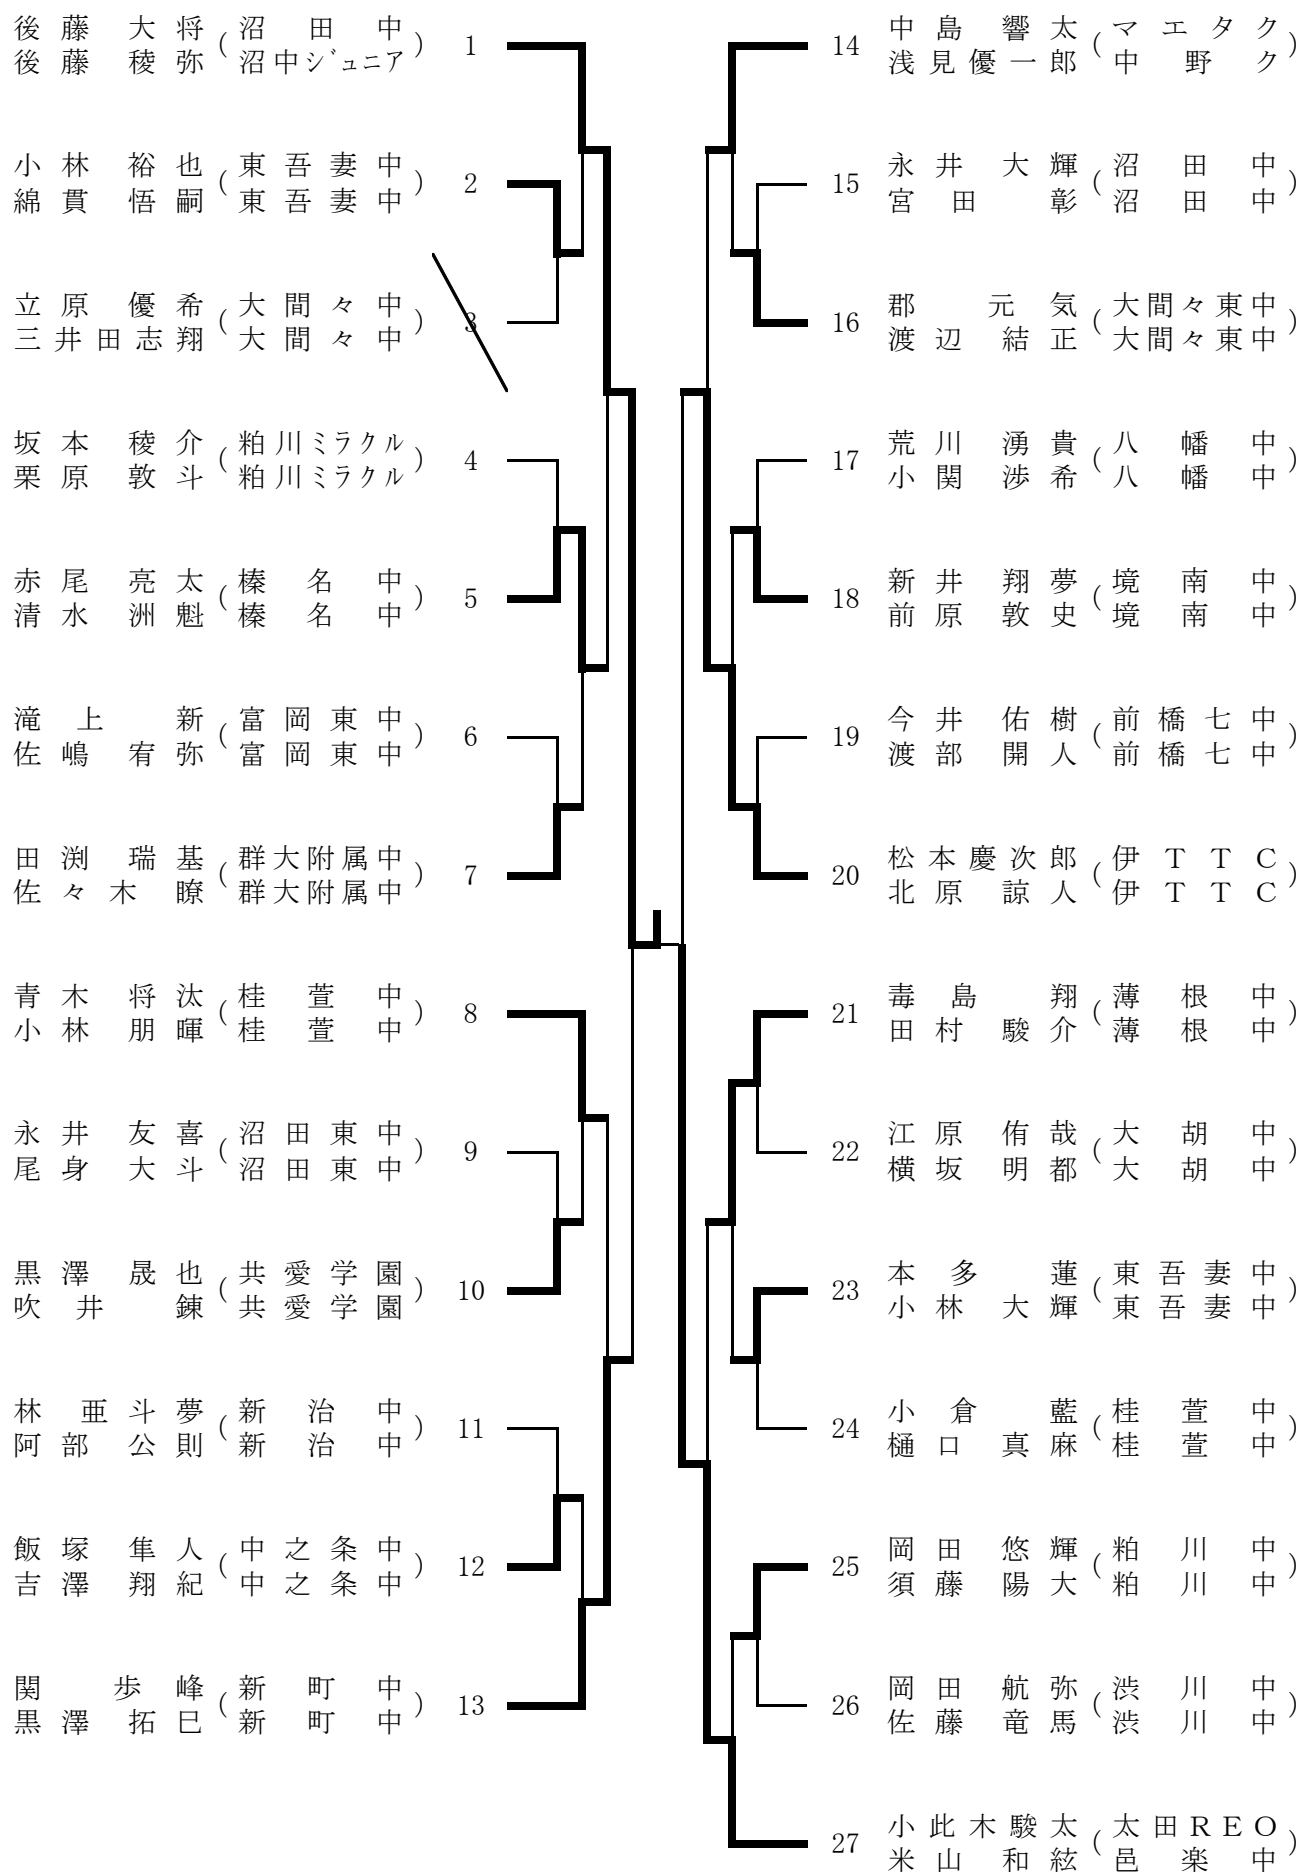 後藤 大将 (沼田中) 1
後藤 稜弥 (沼中ジュニア)
小林 裕也 (東吾妻中) 2
綿貫 悟嗣 (東吾妻中)
立原 優希 (大間々中) 3
三井田志翔 (大間々中)
坂本 稜介 (粕川ミラクル) 4
栗原 敦斗 (粕川ミラクル)
赤尾 亮太 (榛名中) 5
清水 洲魁 (榛名中)
滝上 新 (富岡東中) 6
佐嶋 宥弥 (富岡東中)
田渕 瑞基 (群大附属中) 7
佐々木 瞭 (群大附属中)
青木 将汰 (桂萱中) 8
小林 朋暉 (桂萱中)
永井 友喜 (沼田東中) 9
尾身 大斗 (沼田東中)
黒澤 晟也 (共愛学園) 10
吹井 錬 (共愛学園)
林 亜斗夢 (新治中) 11
阿部 公則 (新治中)
飯塚 隼人 (中之条中) 12
吉澤 翔紀 (中之条中)
関 歩峰 (新町中) 13
黒澤 拓巳 (新町中)
14 中島 響太 (マエタク)
浅見優一郎 (中野ク)
15 永井 大輝 (沼田中)
宮田 彰 (沼田中)
16 郡 元気 (大間々東中)
渡辺 結正 (大間々東中)
17 荒川 湧貴 (八幡中)
小関 渉希 (八幡中)
18 新井 翔夢 (境南中)
前原 敦史 (境南中)
19 今井 佑樹 (前橋七中)
渡部 開人 (前橋七中)
20 松本慶次郎 (伊TTC)
北原 諒人 (伊TTC)
21 毒島 翔 (薄根中)
田村 駿介 (薄根中)
22 江原 侑哉 (大胡中)
横坂 明都 (大胡中)
23 本多 蓮 (東吾妻中)
小林 大輝 (東吾妻中)
24 小倉 藍 (桂萱中)
樋口 真麻 (桂萱中)
25 岡田 悠輝 (粕川中)
須藤 陽大 (粕川中)
26 岡田 航弥 (渋川中)
佐藤 竜馬 (渋川中)
27 小此木駿太 (太田REO)
米山 和紘 (邑楽中)